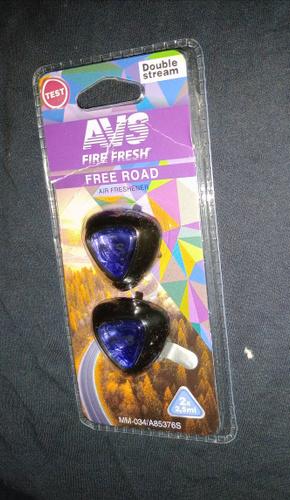 Double
stream
TEST
AVS
FIRE FRESH
FREE ROAD
AIR FRESHENER
2x
2,5ml
MM-034/A85376S